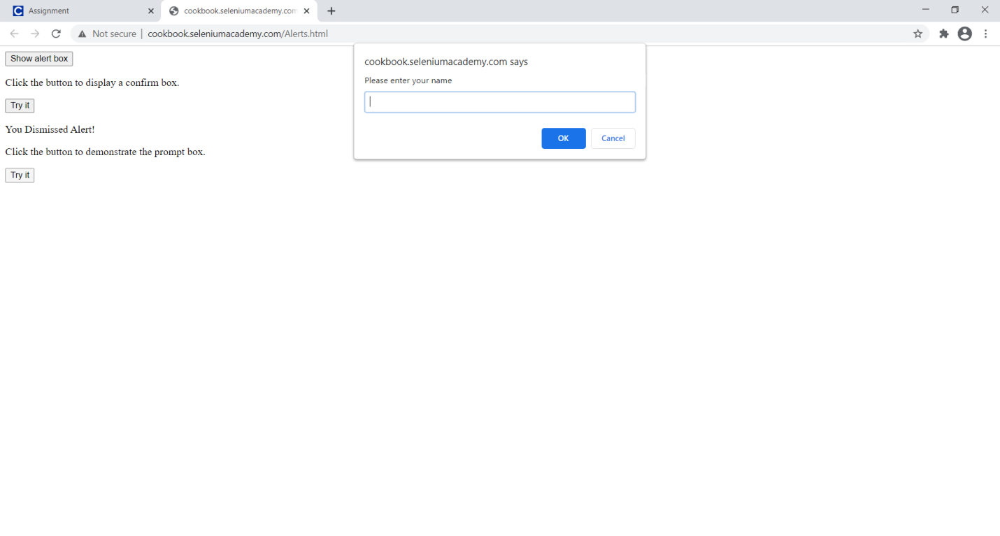 Assignment
cookbook.seleniumacademy.com
Not secure | cookbook.seleniumacademy.com/Alerts.html
Show alert box
Click the button to display a confirm box.
Try it
You Dismissed Alert!
Click the button to demonstrate the prompt box.
Try it
cookbook.seleniumacademy.com says
Please enter your name
OK Cancel